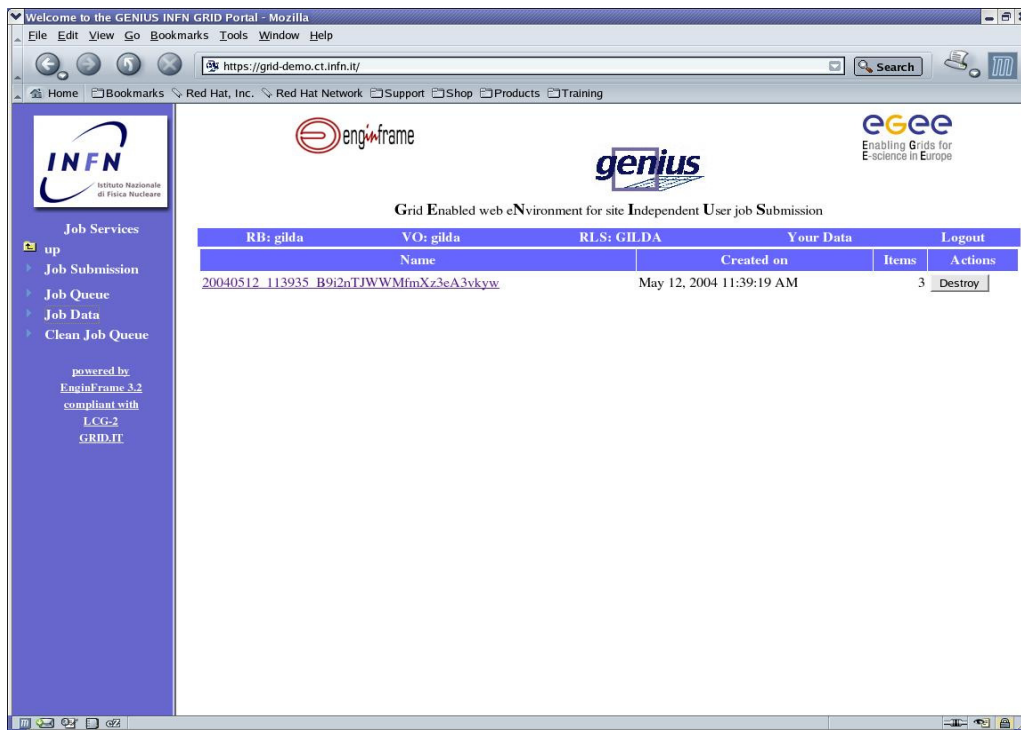 Welcome to the GENIUS INFN GRID Portal - Mozilla
File Edit View Go Bookmarks Tools Window Help
https://grid-demo.ct.infn.it/
Search
Home Bookmarks Red Hat, Inc. Red Hat Network Support Shop Products Training
INFN
Istituto Nazionale
di Fisica Nucleare
enginframe
genius
egee
Enabling Grids for
E-science in Europe
Grid Enabled web eNvironment for site Independent User job Submission
Job Services
up
Job Submission
Job Queue
Job Data
Clean Job Queue
powered by
EnginFrame 3.2
compliant with
LCG-2
GRID.IT
RB: gilda VO: gilda RLS: GILDA Your Data Logout
Name Created on Items Actions
20040512_113935_B9i2nTJWWMfmXz3eA3vkyw May 12, 2004 11:39:19 AM 3 Destroy